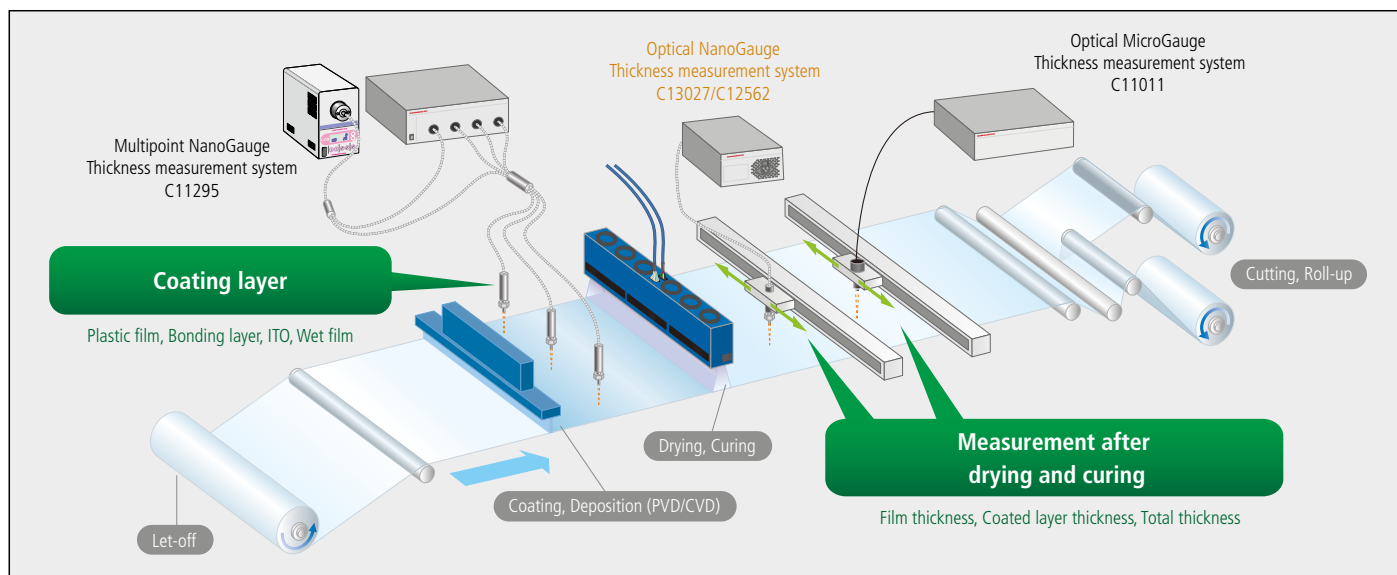 Multipoint NanoGauge
Thickness measurement system
C11295
Optical NanoGauge
Thickness measurement system
C13027/C12562
Optical MicroGauge
Thickness measurement system
C11011
Coating layer
Plastic film, Bonding layer, ITO, Wet film
Cutting, Roll-up
Drying, Curing
Measurement after
drying and curing
Film thickness, Coated layer thickness, Total thickness
Coating, Deposition (PVD/CVD)
Let-off